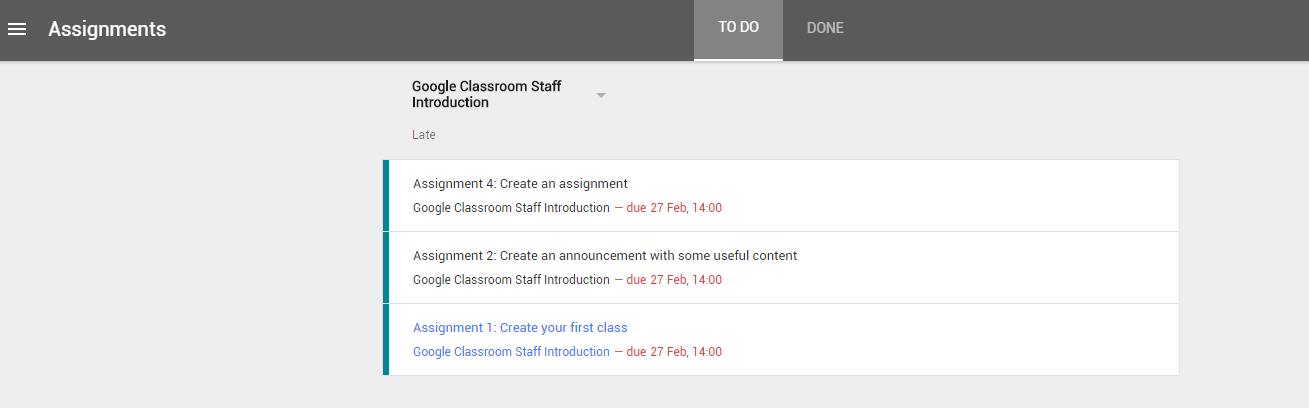 Assignments
TO DO
DONE
Google Classroom Staff
Introduction
Late
Assignment 4: Create an assignment
Google Classroom Staff Introduction — due 27 Feb, 14:00
Assignment 2: Create an announcement with some useful content
Google Classroom Staff Introduction — due 27 Feb, 14:00
Assignment 1: Create your first class
Google Classroom Staff Introduction — due 27 Feb, 14:00